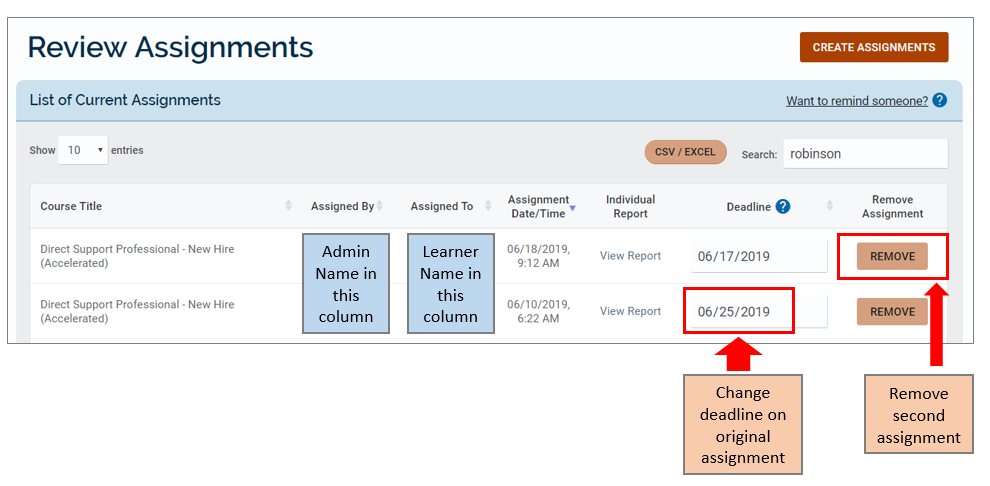 Review Assignments
CREATE ASSIGNMENTS
List of Current Assignments
Want to remind someone? ?
Show 10 entries
CSV / EXCEL
Search: robinson
Course Title
Assigned By
Assigned To
Assignment
Date/Time
Individual
Report
Deadline ?
Remove
Assignment
Direct Support Professional - New Hire
(Accelerated)
Admin
Name in
this
column
Learner
Name in
this
column
06/18/2019,
9:12 AM
View Report
06/17/2019
REMOVE
Direct Support Professional - New Hire
(Accelerated)
06/10/2019,
6:22 AM
View Report
06/25/2019
REMOVE
Change
deadline on
original
assignment
Remove
second
assignment